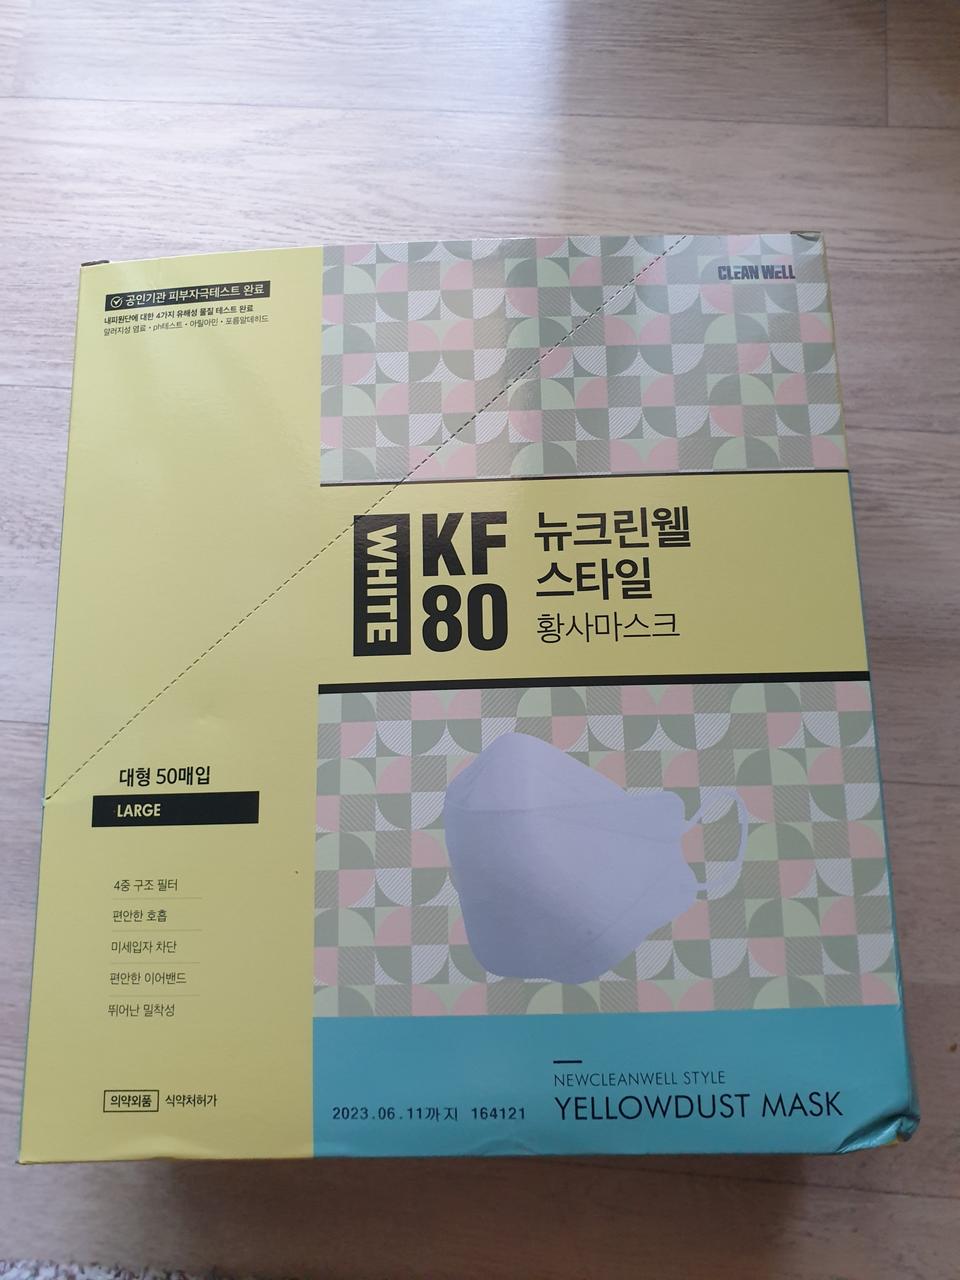 공인기관 피부자극테스트 완료
내피원단에 대한 4가지 유해성 물질 테스트 완료
알러지성 염료 • ph테스트 • 아릴아민 • 포름알데히드
CLEAN WELL
WHITE
KF
80
뉴크린웰
스타일
황사마스크
대형 50매입
LARGE
4중 구조 필터
편안한 호흡
미세입자 차단
편안한 이어밴드
뛰어난 밀착성
의약외품 식약처허가
2023.06.11까지 164121
NEWCLEANWELL STYLE
YELLOWDUST MASK